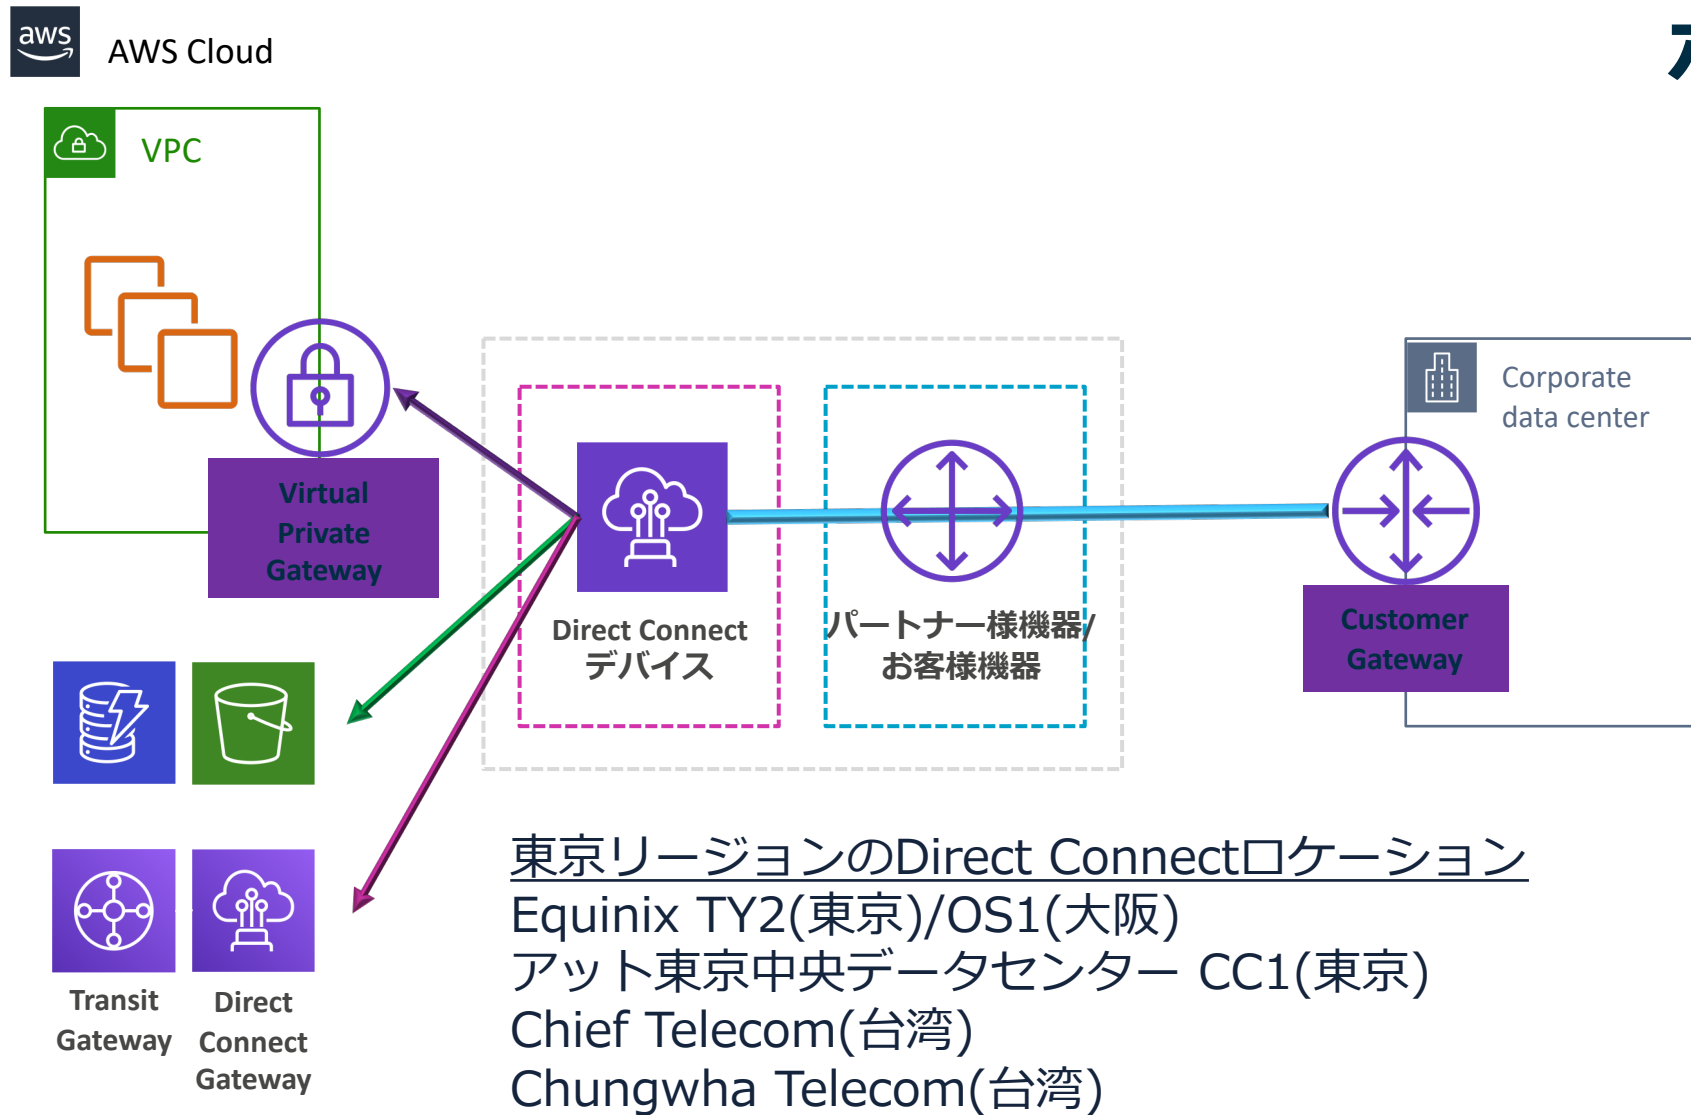 aws
AWS Cloud
VPC
Virtual
Private
Gateway
Direct Connect
デバイス
パートナー様機器/
お客様機器
Corporate
data center
Customer
Gateway
Transit
Gateway
Direct
Connect
Gateway
東京リージョンのDirect Connectロケーション
Equinix TY2(東京)/OS1(大阪)
アット東京中央データセンター CC1(東京)
Chief Telecom(台湾)
Chungwha Telecom(台湾)